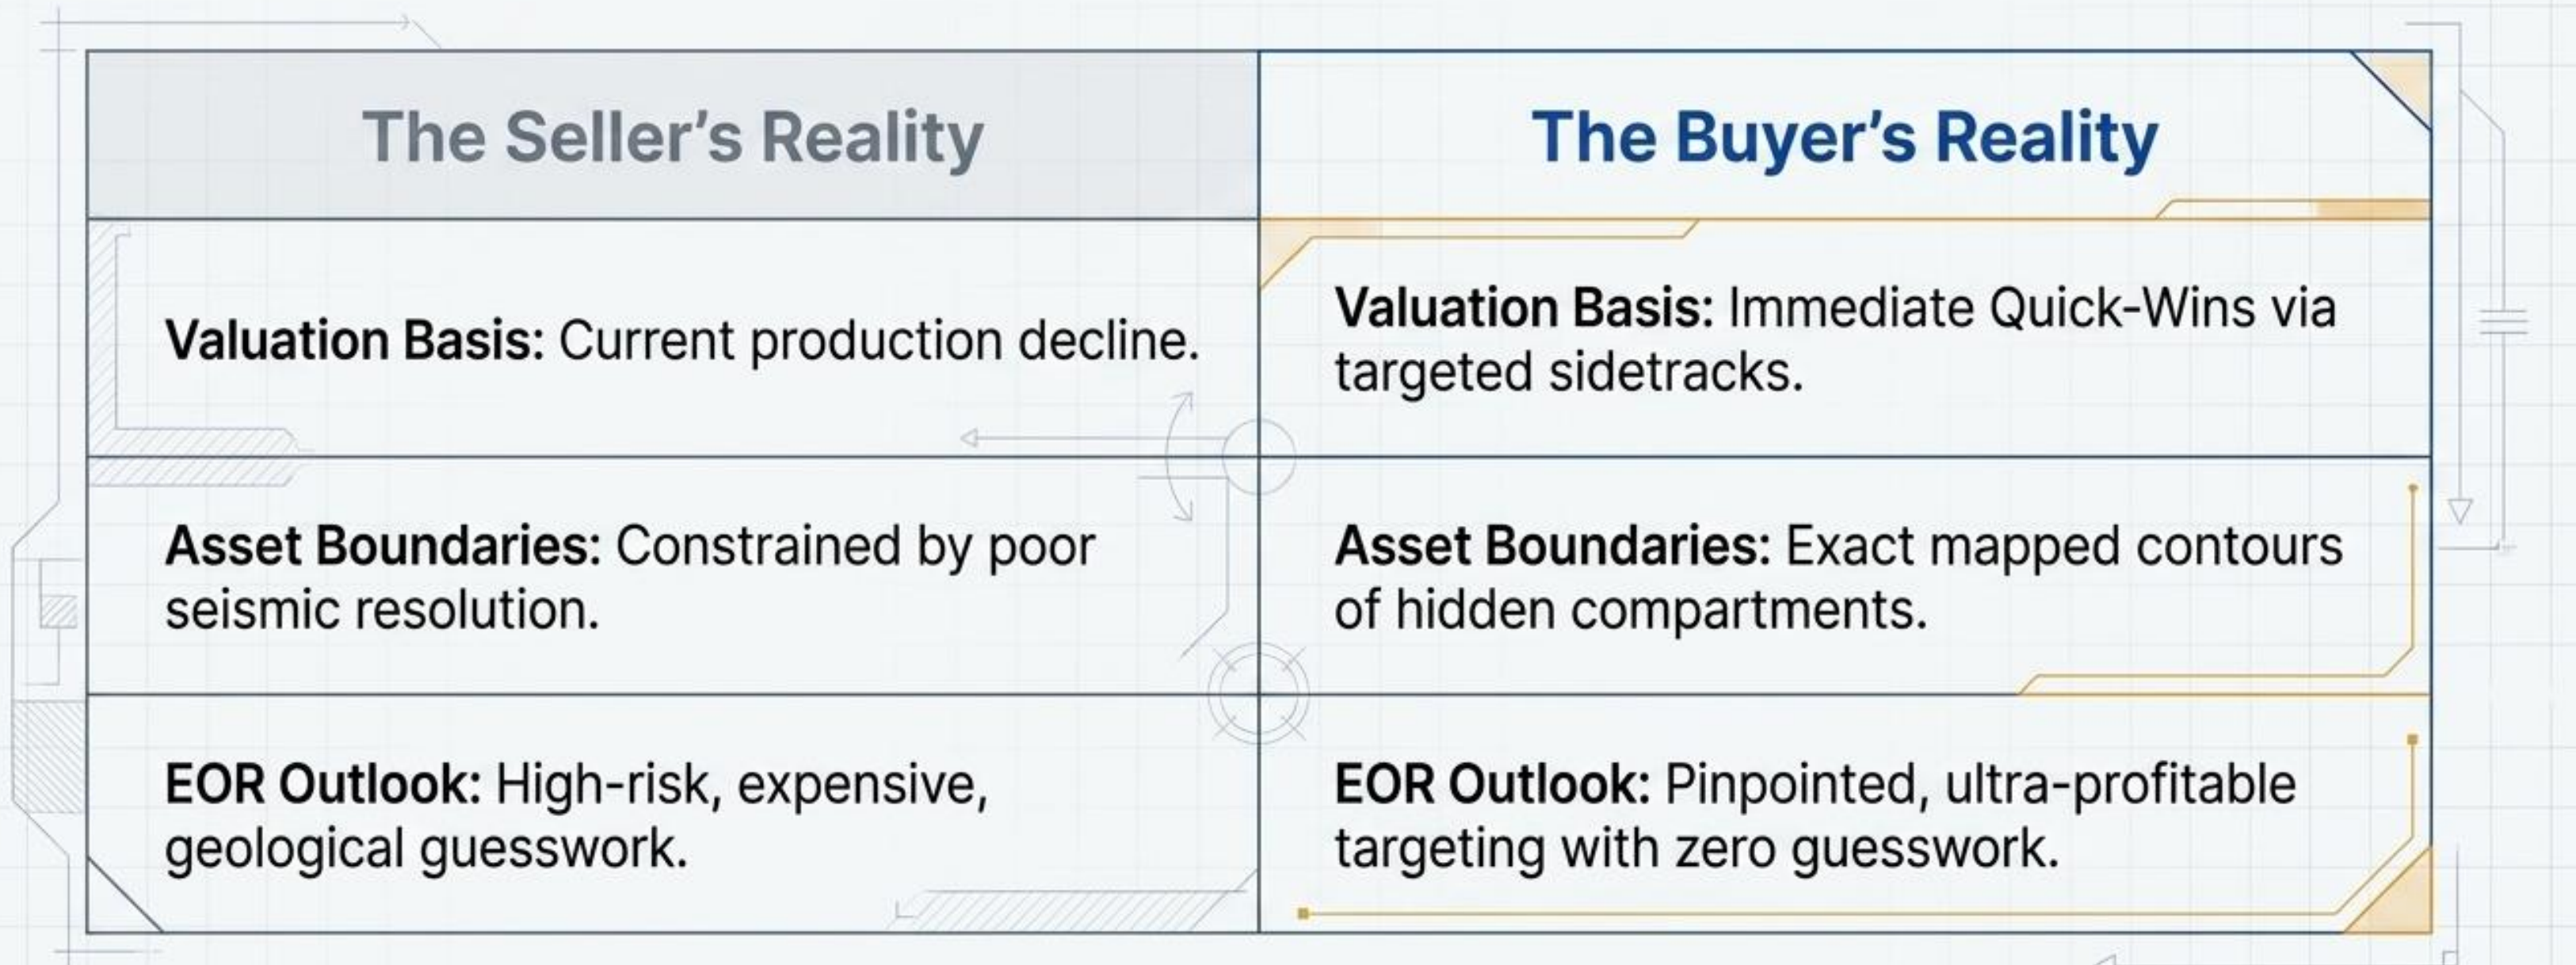 The Seller’s Reality
The Buyer’s Reality
Valuation Basis: Current production decline.
Valuation Basis: Immediate Quick-Wins via
targeted sidetracks.
Asset Boundaries: Constrained by poor
seismic resolution.
Asset Boundaries: Exact mapped contours
of hidden compartments.
EOR Outlook: High-risk, expensive,
geological guesswork.
EOR Outlook: Pinpointed, ultra-profitable
targeting with zero guesswork.